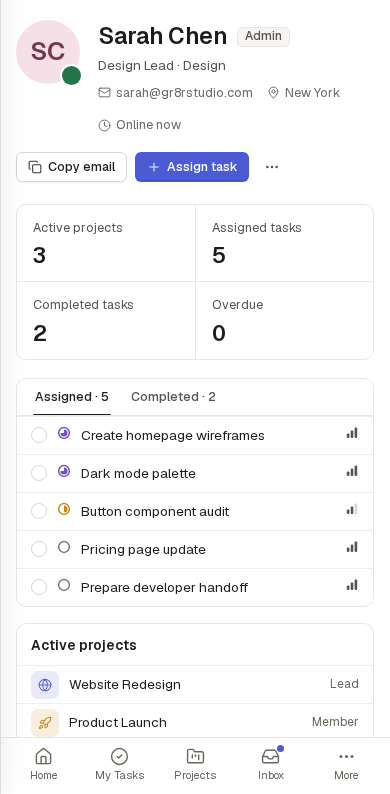 SC
Sarah Chen Admin
Design Lead · Design
sarah@gr8rstudio.com New York
Online now
Copy email Assign task
Active projects Assigned tasks
3 5
Completed tasks Overdue
2 0
Assigned · 5 Completed · 2
Create homepage wireframes
Dark mode palette
Button component audit
Pricing page update
Prepare developer handoff
Active projects
Website Redesign Lead
Product Launch Member
Home My Tasks Projects Inbox More